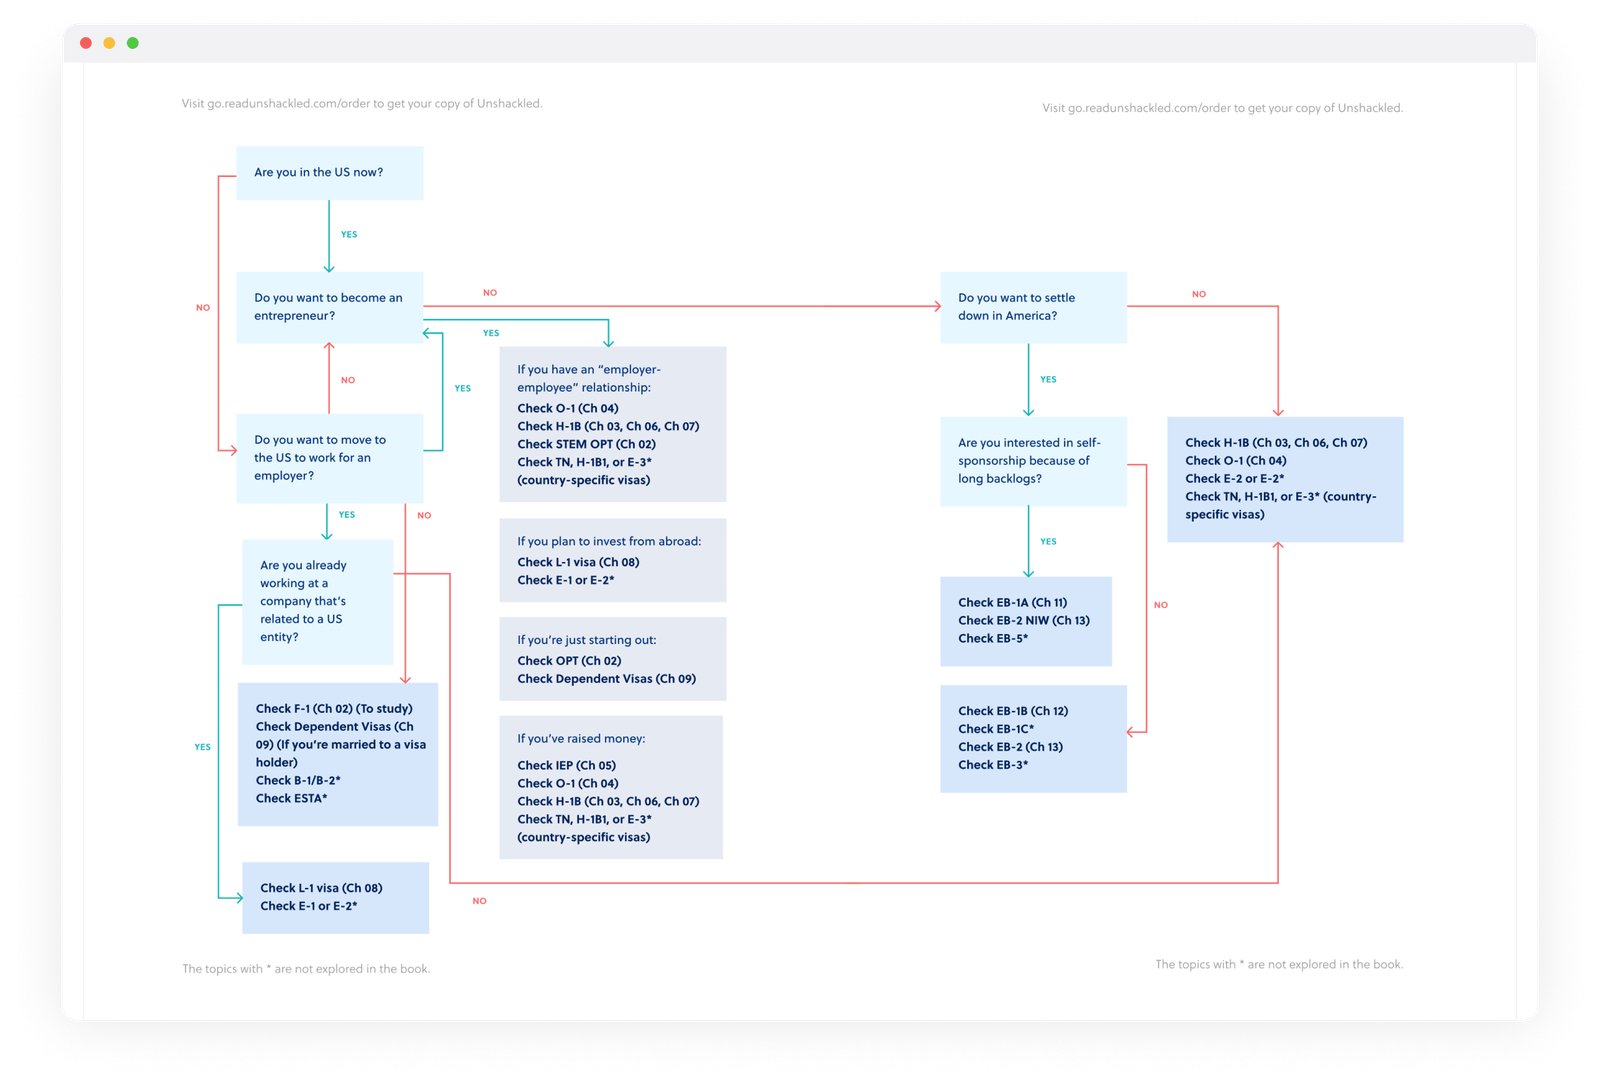 Visit go.readunshackled.com/order to get your copy of Unshackled.
Visit go.readunshackled.com/order to get your copy of Unshackled.
Are you in the US now?
YES
NO
Do you want to become an
entrepreneur?
NO
YES
Do you want to settle
down in America?
NO
NO
YES
YES
If you have an “employer-
employee” relationship:
Check O-1 (Ch 04)
Check H-1B (Ch 03, Ch 06, Ch 07)
Check STEM OPT (Ch 02)
Check TN, H-1B1, or E-3*
(country-specific visas)
Do you want to move to
the US to work for an
employer?
YES
NO
Are you interested in self-
sponsorship because of
long backlogs?
YES
NO
Check H-1B (Ch 03, Ch 06, Ch 07)
Check O-1 (Ch 04)
Check E-2 or E-2*
Check TN, H-1B1, or E-3* (country-
specific visas)
If you plan to invest from abroad:
Check L-1 visa (Ch 08)
Check E-1 or E-2*
Are you already
working at a
company that’s
related to a US
entity?
YES
NO
If you’re just starting out:
Check OPT (Ch 02)
Check Dependent Visas (Ch 09)
Check EB-1A (Ch 11)
Check EB-2 NIW (Ch 13)
Check EB-5*
Check F-1 (Ch 02) (To study)
Check Dependent Visas (Ch
09) (If you’re married to a visa
holder)
Check B-1/B-2*
Check ESTA*
If you’ve raised money:
Check IEP (Ch 05)
Check O-1 (Ch 04)
Check H-1B (Ch 03, Ch 06, Ch 07)
Check TN, H-1B1, or E-3*
(country-specific visas)
Check EB-1B (Ch 12)
Check EB-1C*
Check EB-2 (Ch 13)
Check EB-3*
Check L-1 visa (Ch 08)
Check E-1 or E-2*
The topics with * are not explored in the book.
The topics with * are not explored in the book.